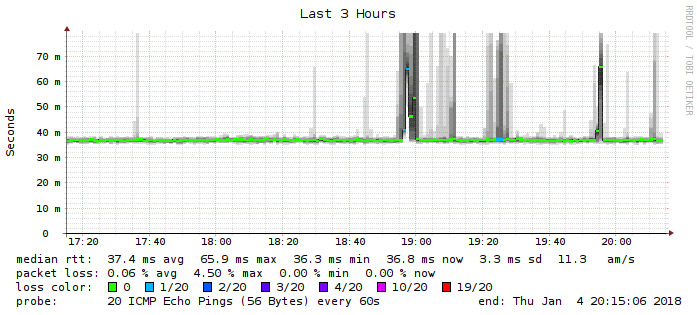 Last 3 Hours
RRDTOOL / TOBI OETIKER
Seconds
70 m
60 m
50 m
40 m
30 m
20 m
10 m
0
17:20 17:40 18:00 18:20 18:40 19:00 19:20 19:40 20:00
median rtt: 37.4 ms avg 65.9 ms max 36.3 ms min 36.8 ms now 3.3 ms sd 11.3 am/s
packet loss: 0.06 % avg 4.50 % max 0.00 % min 0.00 % now
loss color: 0 1/20 2/20 3/20 4/20 10/20 19/20
probe: 20 ICMP Echo Pings (56 Bytes) every 60s end: Thu Jan 4 20:15:06 2018